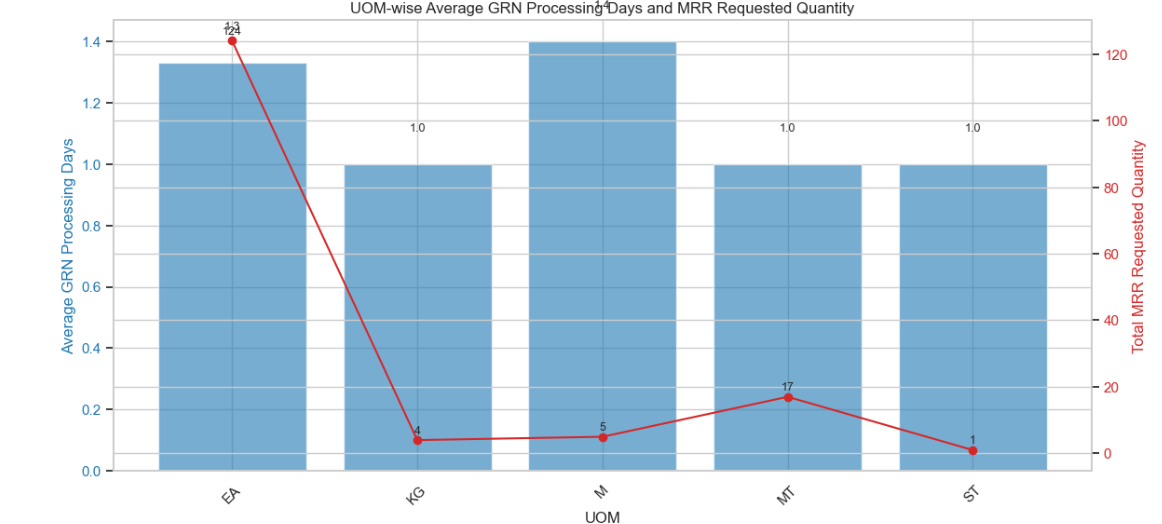 UOM-wise Average GRN Processing Days and MRR Requested Quantity
1.4
1.3
124
1.0
1.0
1.0
4
5
17
1
Average GRN Processing Days
1.4
1.2
1.0
0.8
0.6
0.4
0.2
0.0
Total MRR Requested Quantity
120
100
80
60
40
20
0
EA
KG
M
MT
ST
UOM